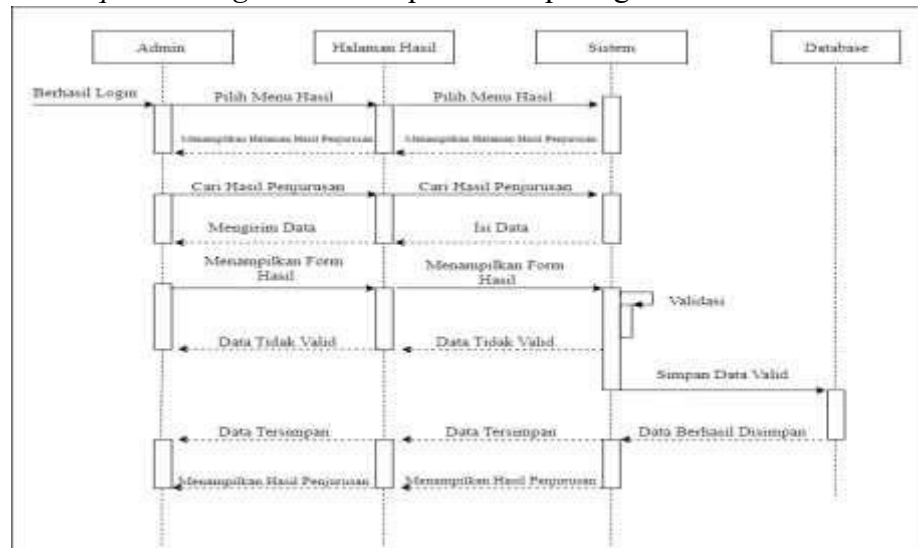 Admin
Halaman Hasil
Sistem
Database
Berhasil Login
Pilih Menu Hasil
Pilih Menu Hasil
Menampilkan Halaman Hasil Penjurusan
Menampilkan Halaman Hasil Penjurusan
Cari Hasil Penjurusan
Cari Hasil Penjurusan
Mengirim Data
Isi Data
Menampilkan Form
Hasil
Menampilkan Form
Hasil
Validasi
Data Tidak Valid
Data Tidak Valid
Simpan Data Valid
Data Tersimpan
Data Tersimpan
Data Berhasil Disimpan
Menampilkan Hasil Penjurusan
Menampilkan Hasil Penjurusan